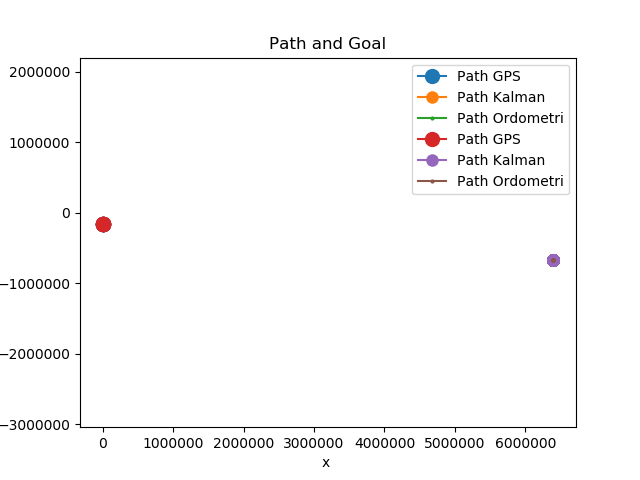 Path and Goal
Path GPS
Path Kalman
Path Ordometri
Path GPS
Path Kalman
Path Ordometri
2000000
1000000
0
−1000000
−2000000
−3000000
0 1000000 2000000 3000000 4000000 5000000 6000000
x